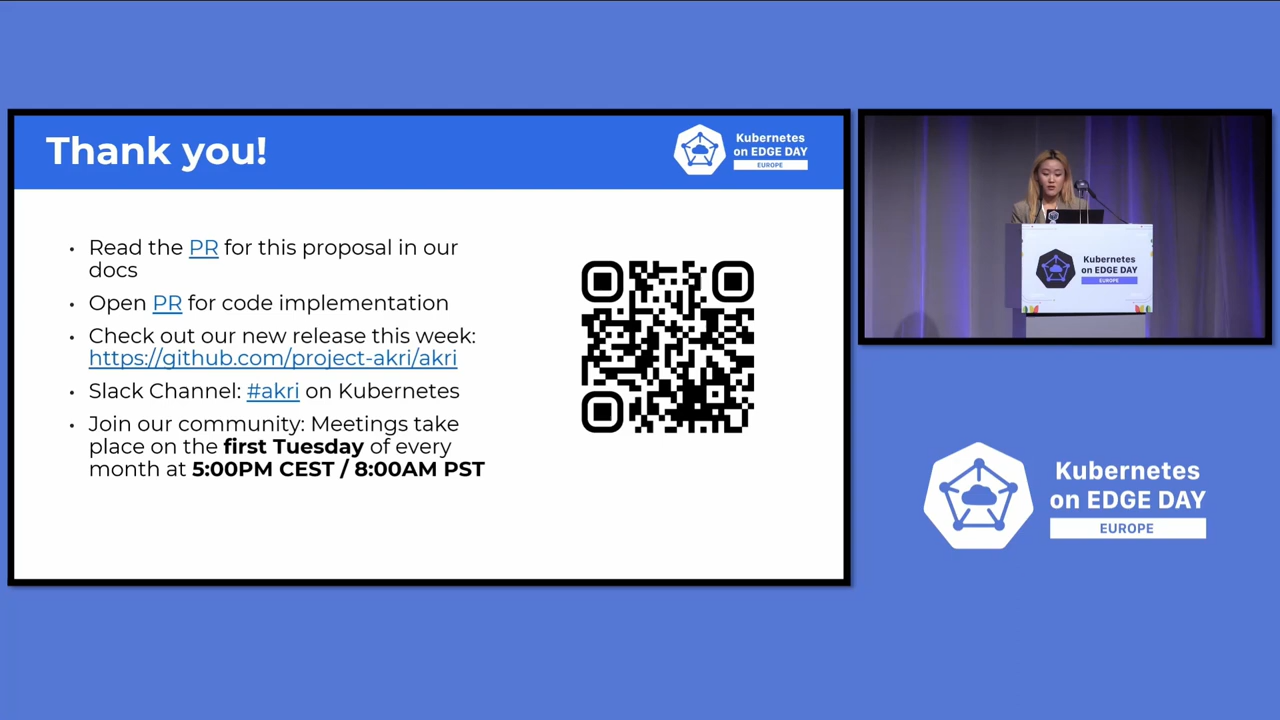 Thank you!
Kubernetes
on EDGE DAY
EUROPE
• Read the PR for this proposal in our
docs
• Open PR for code implementation
• Check out our new release this week:
https://github.com/project-akri/akri
• Slack Channel: #akri on Kubernetes
• Join our community: Meetings take
place on the first Tuesday of every
month at 5:00PM CEST / 8:00AM PST
Kubernetes
on EDGE DAY
EUROPE
Kubernetes
on EDGE DAY
EUROPE